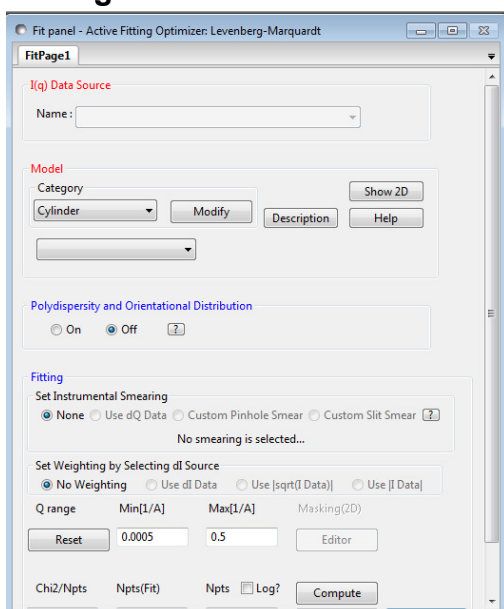 Fit panel - Active Fitting Optimizer: Levenberg-Marquardt
FitPage1
I(q) Data Source
Name :
Model
Category
Show 2D
Cylinder Modify Description Help
Polydispersity and Orientational Distribution
On Off ?
Fitting
Set Instrumental Smearing
None Use dQ Data Custom Pinhole Smear Custom Slit Smear ?
No smearing is selected...
Set Weighting by Selecting dI Source
No Weighting Use dI Data Use |sqrt(I Data)| Use |I Data|
Q range Min[1/A] Max[1/A] Masking(2D)
Reset 0.0005 0.5 Editor
Chi2/Npts Npts(Fit) Npts Log? Compute